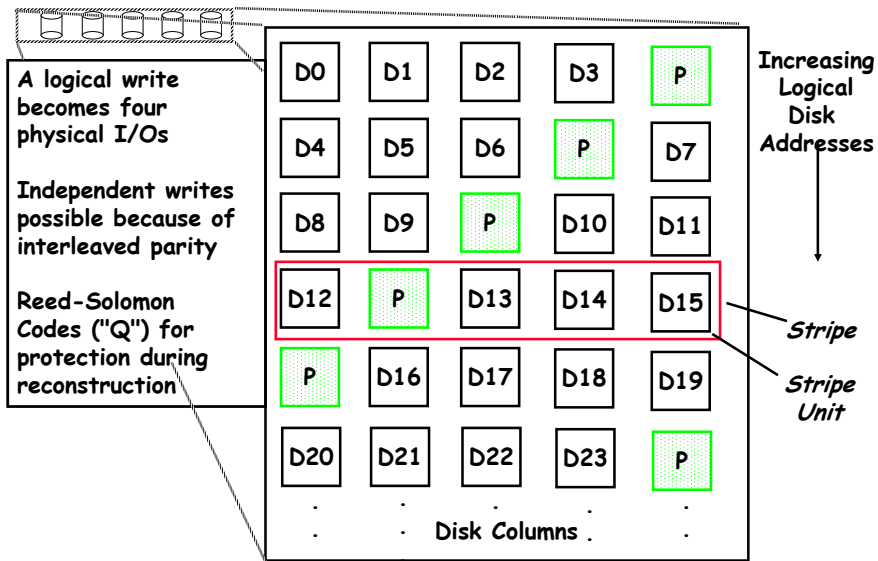 A logical write
becomes four
physical I/Os
Independent writes
possible because of
interleaved parity
Reed-Solomon
Codes ("Q") for
protection during
reconstruction
D0 D1 D2 D3 P
D4 D5 D6 P D7
D8 D9 P D10 D11
D12 P D13 D14 D15
P D16 D17 D18 D19
D20 D21 D22 D23 P
Disk Columns
Increasing
Logical
Disk
Addresses
Stripe
Stripe
Unit